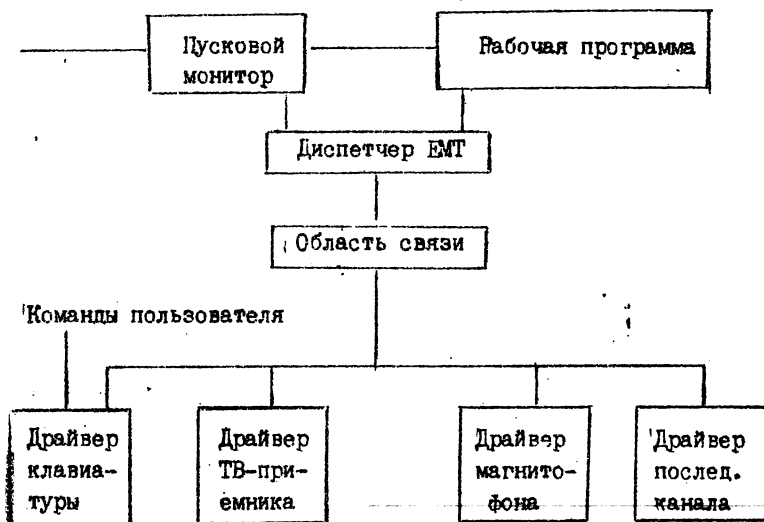 Пусковой
монитор
Рабочая программа
Диспетчер ЕМТ
Область связи
Команды пользователя
Драйвер
клавиа-
туры
Драйвер
ТВ-при-
емника
Драйвер
магнито-
фона
Драйвер
послед.
канала